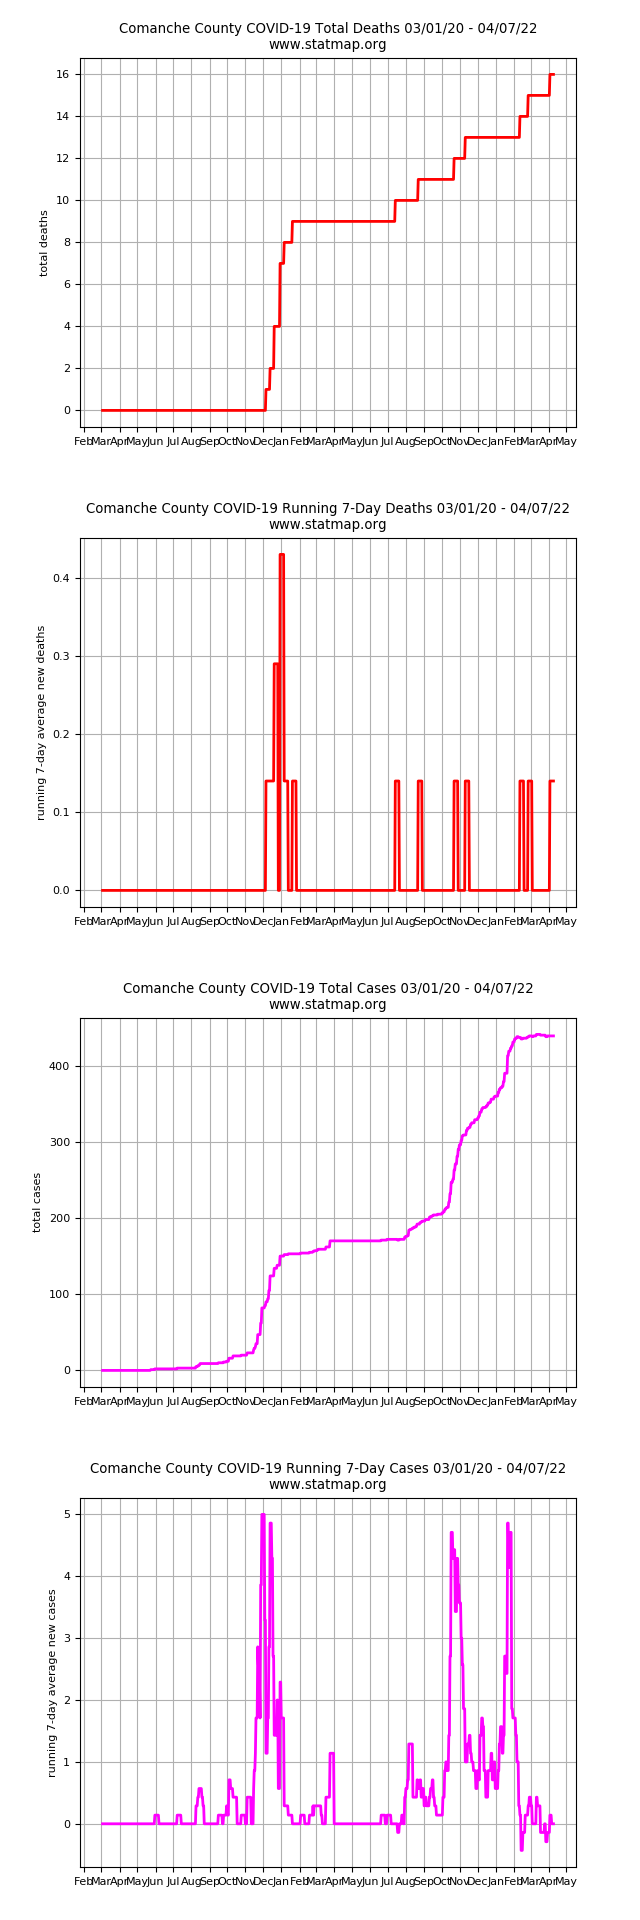 Comanche County COVID-19 Total Deaths 03/01/20 - 04/07/22
www.statmap.org
16
14
12
10
8
6
4
2
0
total deaths
Feb Mar Apr May Jun Jul Aug Sep Oct Nov Dec Jan Feb Mar Apr May Jun Jul Aug Sep Oct Nov Dec Jan Feb Mar Apr May
Comanche County COVID-19 Running 7-Day Deaths 03/01/20 - 04/07/22
www.statmap.org
0.4
0.3
0.2
0.1
0.0
running 7-day average new deaths
Feb Mar Apr May Jun Jul Aug Sep Oct Nov Dec Jan Feb Mar Apr May Jun Jul Aug Sep Oct Nov Dec Jan Feb Mar Apr May
Comanche County COVID-19 Total Cases 03/01/20 - 04/07/22
www.statmap.org
400
300
200
100
0
total cases
Feb Mar Apr May Jun Jul Aug Sep Oct Nov Dec Jan Feb Mar Apr May Jun Jul Aug Sep Oct Nov Dec Jan Feb Mar Apr May
Comanche County COVID-19 Running 7-Day Cases 03/01/20 - 04/07/22
www.statmap.org
5
4
3
2
1
0
running 7-day average new cases
Feb Mar Apr May Jun Jul Aug Sep Oct Nov Dec Jan Feb Mar Apr May Jun Jul Aug Sep Oct Nov Dec Jan Feb Mar Apr May